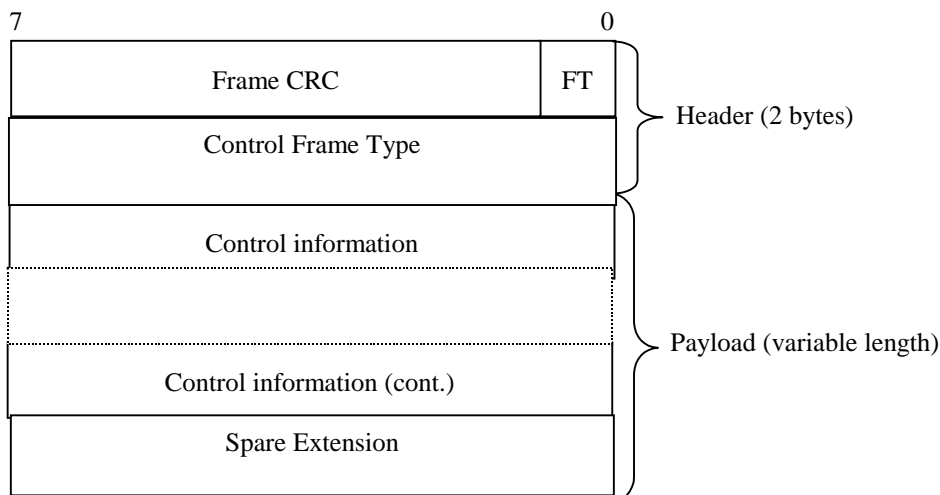 7 0
Frame CRC FT
Header (2 bytes)
Control Frame Type
Control information
Payload (variable length)
Control information (cont.)
Spare Extension